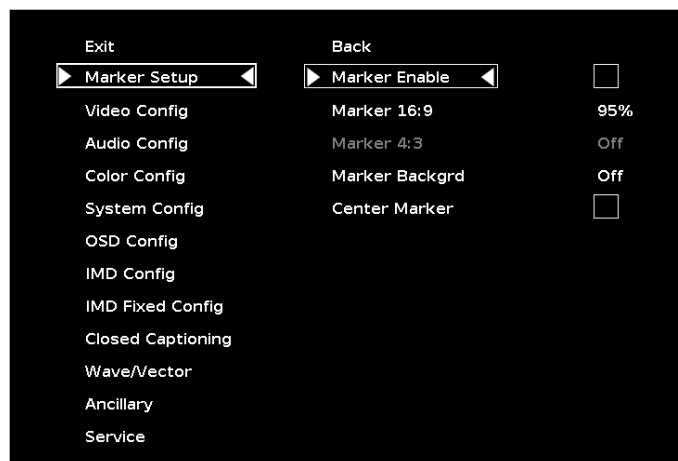 Exit
Back
Marker Setup
Marker Enable
Video Config
Marker 16:9
95%
Audio Config
Marker 4:3
Off
Color Config
Marker Backgrd
Off
System Config
Center Marker
OSD Config
IMD Config
IMD Fixed Config
Closed Captioning
Wave/Vector
Ancillary
Service